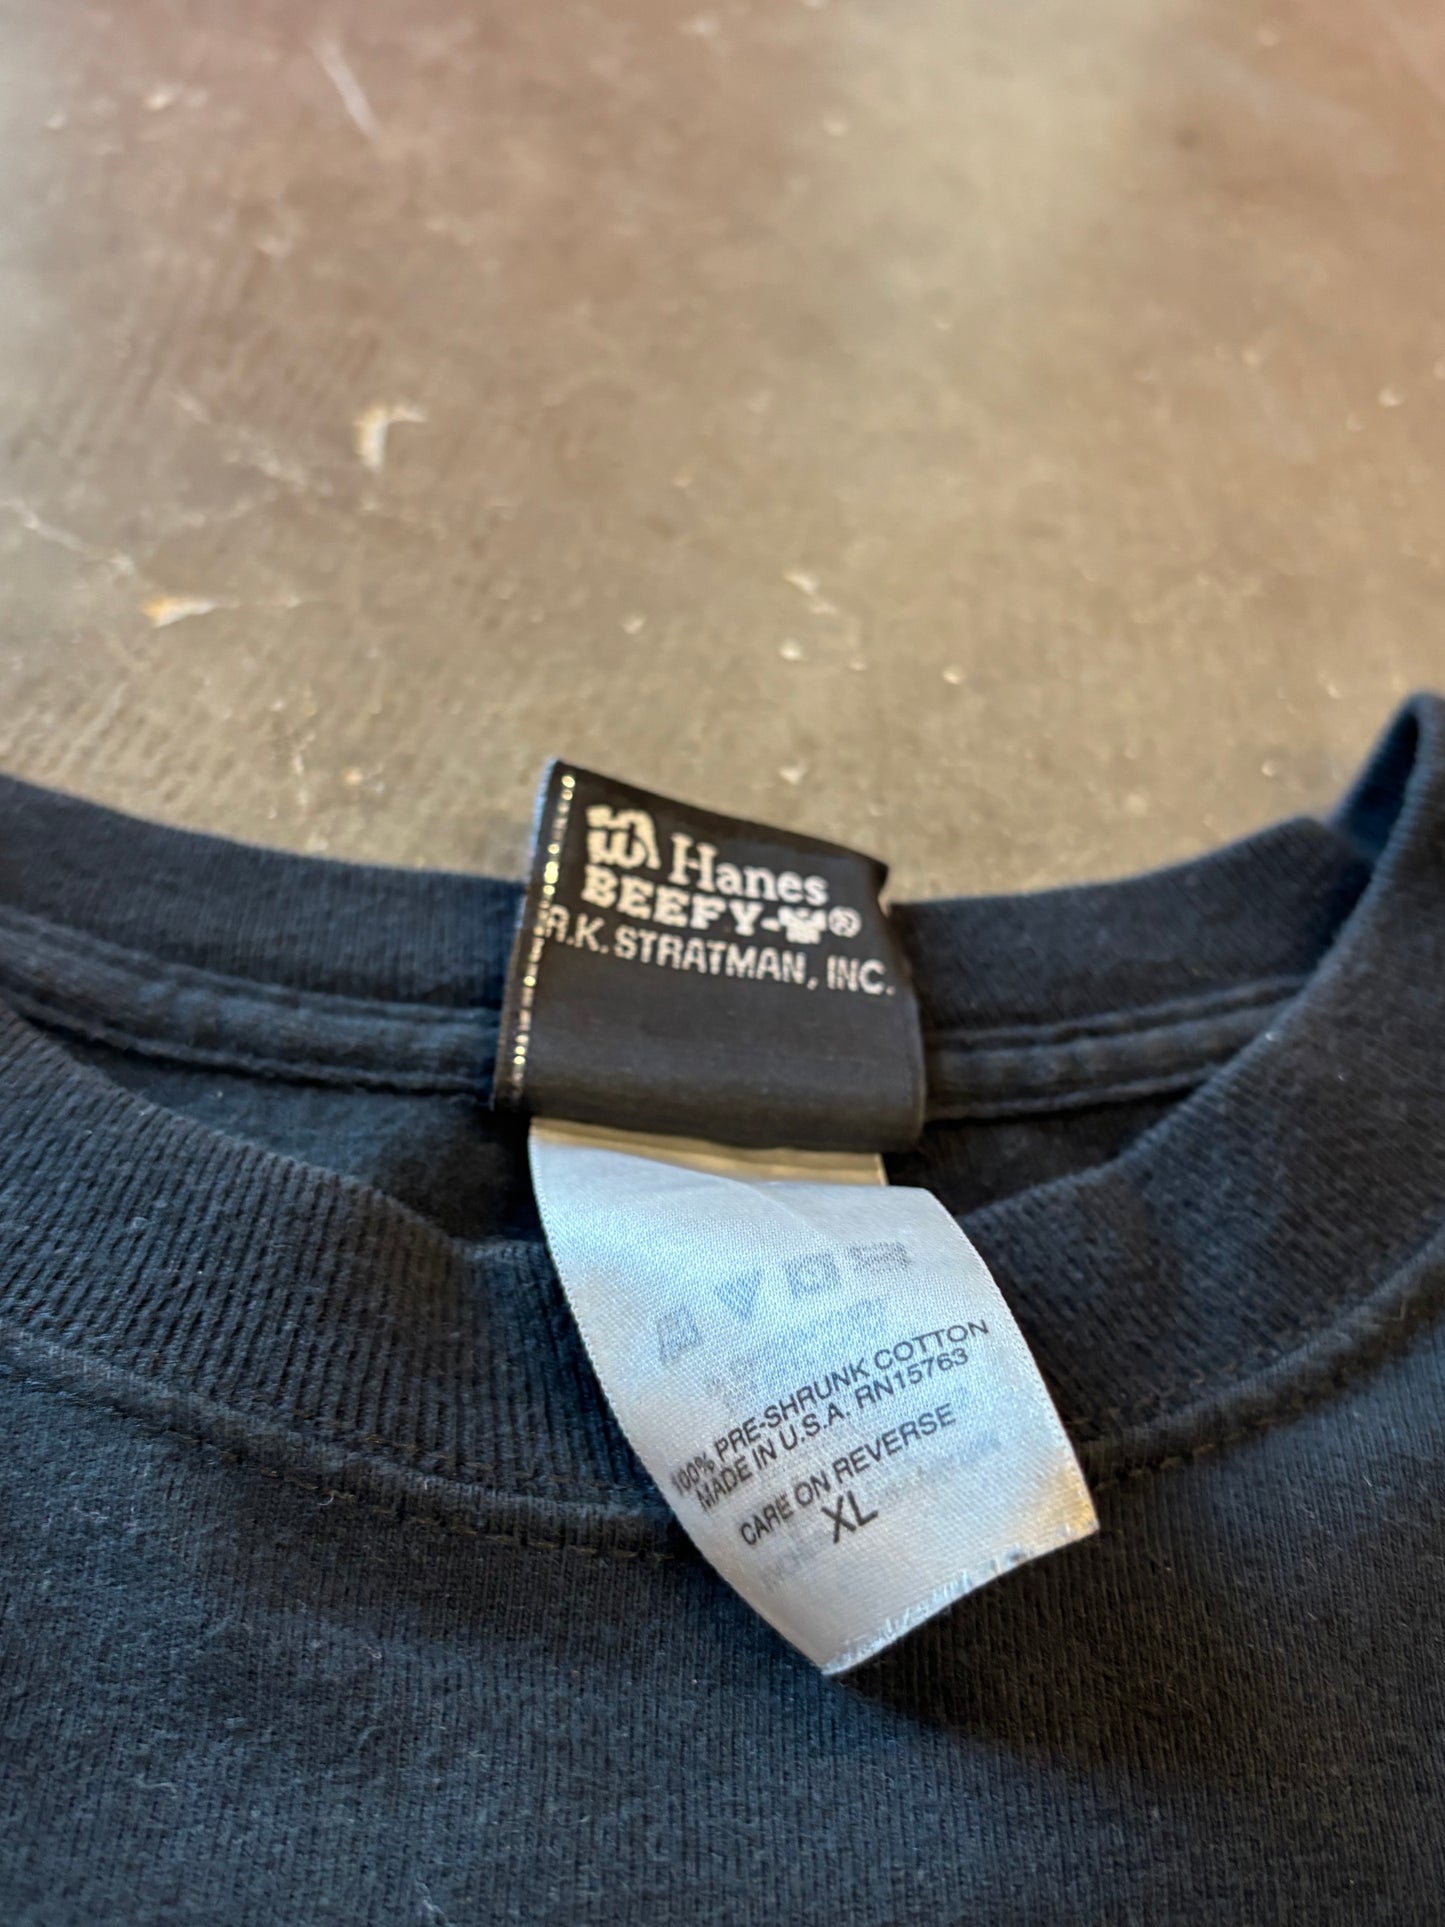 Hanes
BEEFY-®
R.K. STRATMAN, INC.
100% PRE-SHRUNK COTTON
MADE IN U.S.A. RN15763
CARE ON REVERSE
XL